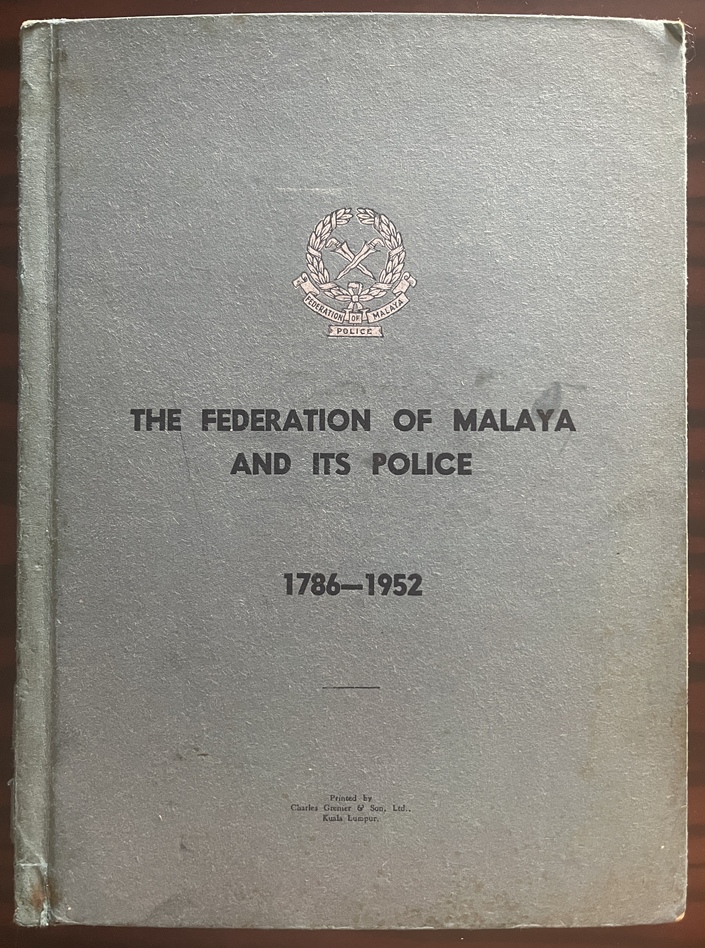 FEDERATION OF MALAYA
POLICE
THE FEDERATION OF MALAYA
AND ITS POLICE
1786—1952
Printed by
Charles Grenier & Son, Ltd.,
Kuala Lumpur.